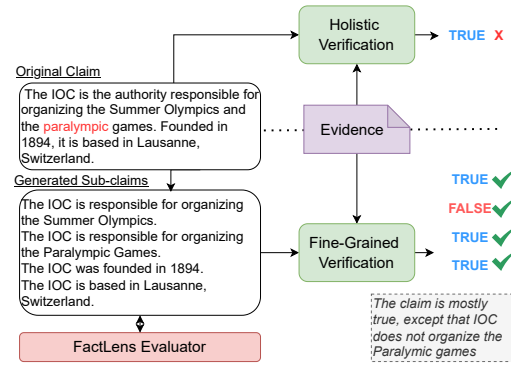 Holistic
Verification
TRUE X
Original Claim
The IOC is the authority responsible for
organizing the Summer Olympics and
the paralympic games. Founded in
1894, it is based in Lausanne,
Switzerland.
Evidence
Generated Sub-claims
The IOC is responsible for organizing
the Summer Olympics.
The IOC is responsible for organizing
the Paralympic Games.
The IOC was founded in 1894.
The IOC is based in Lausanne,
Switzerland.
Fine-Grained
Verification
TRUE
FALSE
TRUE
TRUE
The claim is mostly
true, except that IOC
does not organize the
Paralymic games
FactLens Evaluator